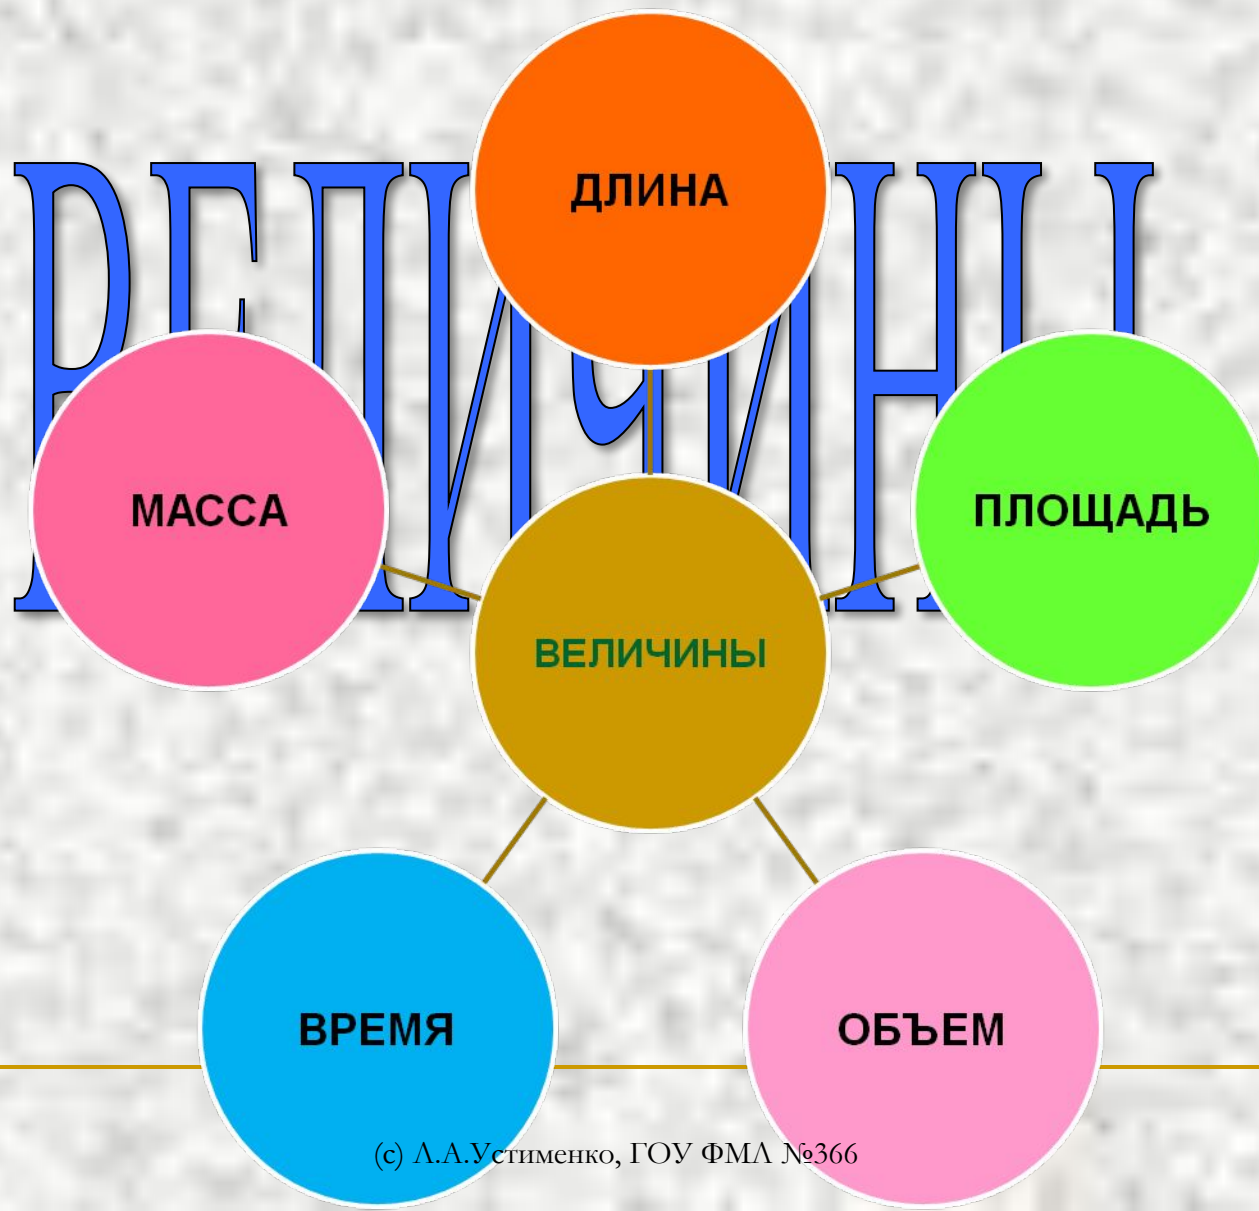 ВЕЛИЧИНЫ
ДЛИНА
МАССА
ПЛОЩАДЬ
ВЕЛИЧИНЫ
ВРЕМЯ
ОБЪЕМ
(c) Л.А.Устименко, ГОУ ФМЛ №366